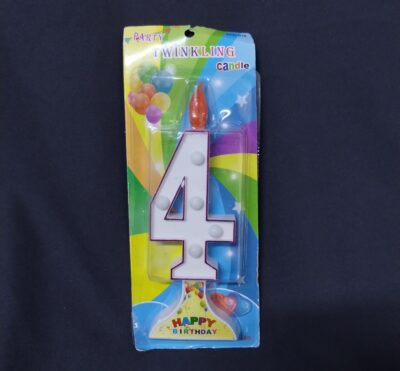 PARTY
TWINKLING
candle
4
HAPPY
BIRTHDAY